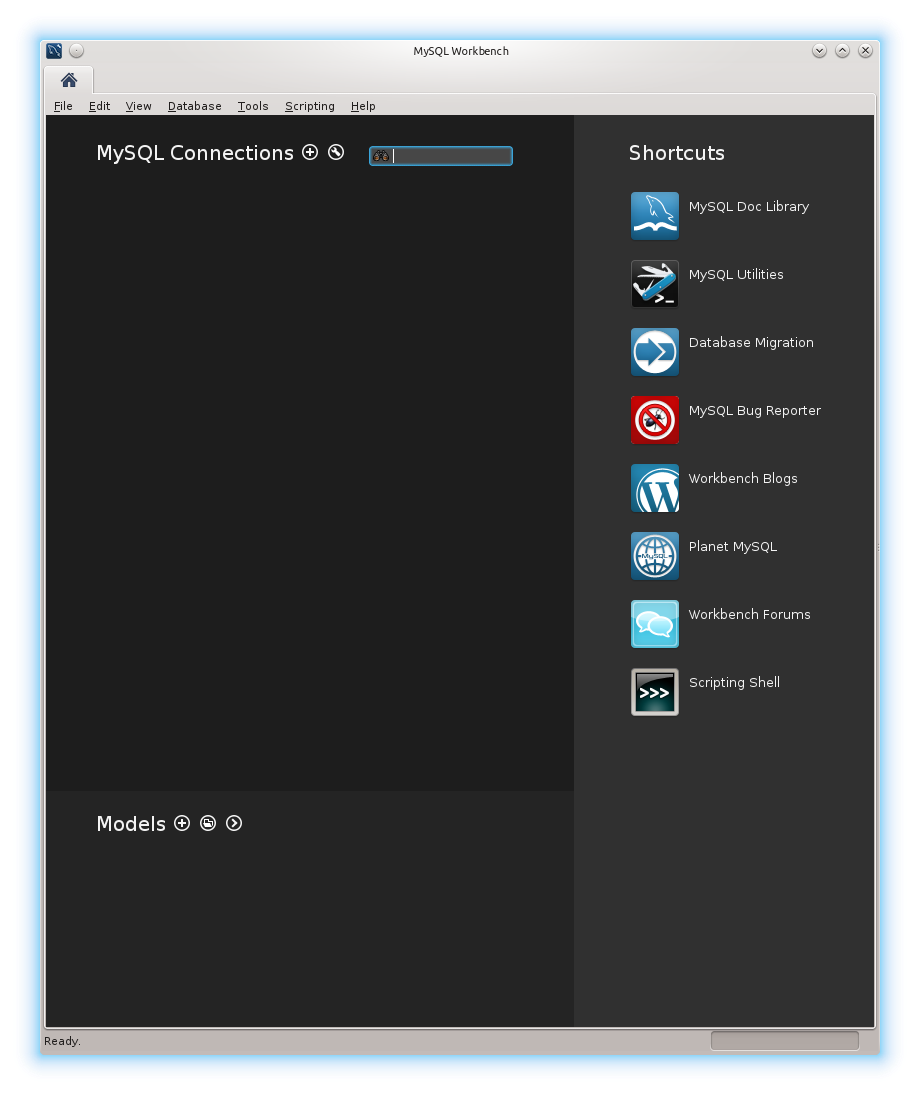 MySQL Workbench
File Edit View Database Tools Scripting Help
MySQL Connections
Shortcuts
MySQL Doc Library
MySQL Utilities
>_
Database Migration
MySQL Bug Reporter
Workbench Blogs
W
Planet MySQL
MySQL
Workbench Forums
Scripting Shell
>>>
Models
Ready.